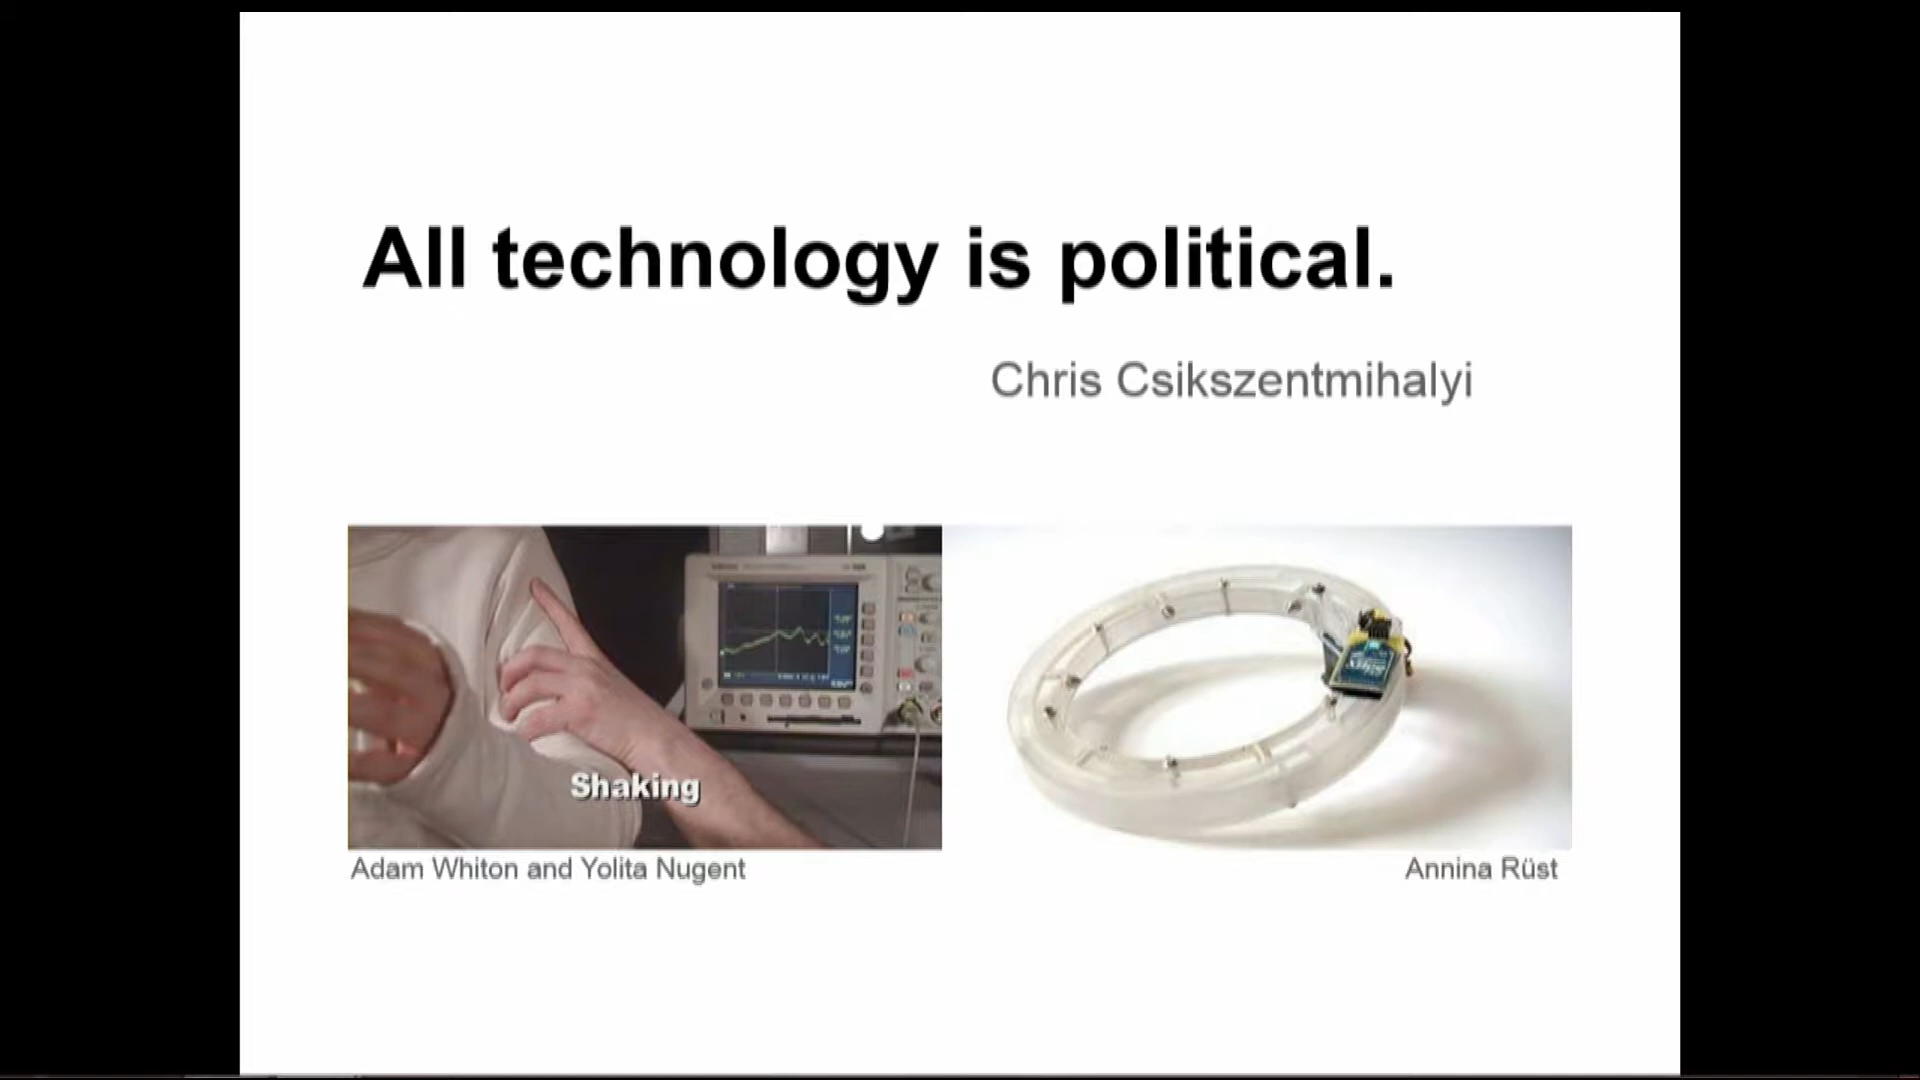 All technology is political.
Chris Csikszentmihalyi
Shaking
Adam Whiton and Yolita Nugent
Annina Rüst